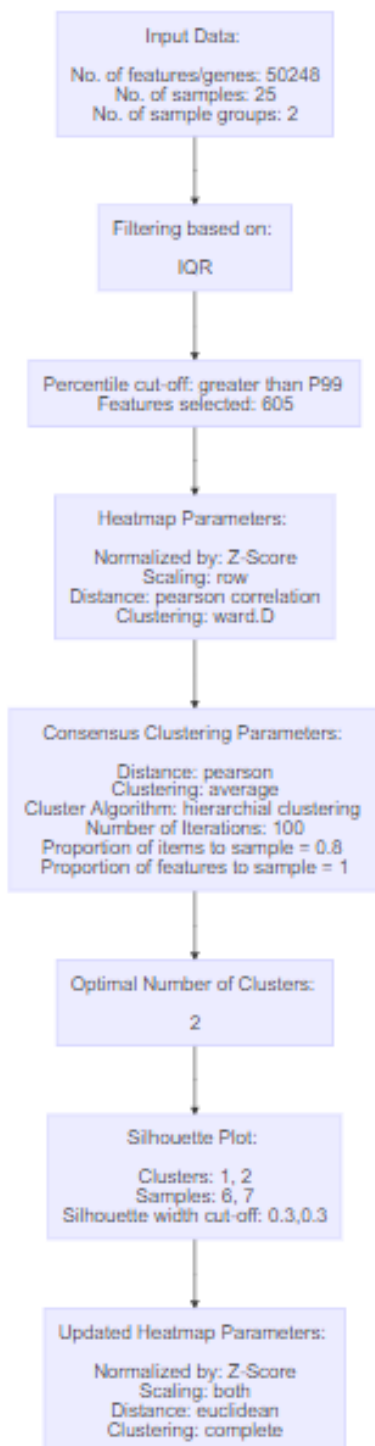 Input Data:
No. of features/genes: 50248
No. of samples: 25
No. of sample groups: 2
Filtering based on:
IQR
Percentile cut-off: greater than P99
Features selected: 605
Heatmap Parameters:
Normalized by: Z-Score
Scaling: row
Distance: pearson correlation
Clustering: ward.D
Consensus Clustering Parameters:
Distance: pearson
Clustering: average
Cluster Algorithm: hierarchial clustering
Number of Iterations: 100
Proportion of items to sample = 0.8
Proportion of features to sample = 1
Optimal Number of Clusters:
2
Silhouette Plot:
Clusters: 1, 2
Samples: 6, 7
Silhouette width cut-off: 0.3,0.3
Updated Heatmap Parameters:
Normalized by: Z-Score
Scaling: both
Distance: euclidean
Clustering: complete